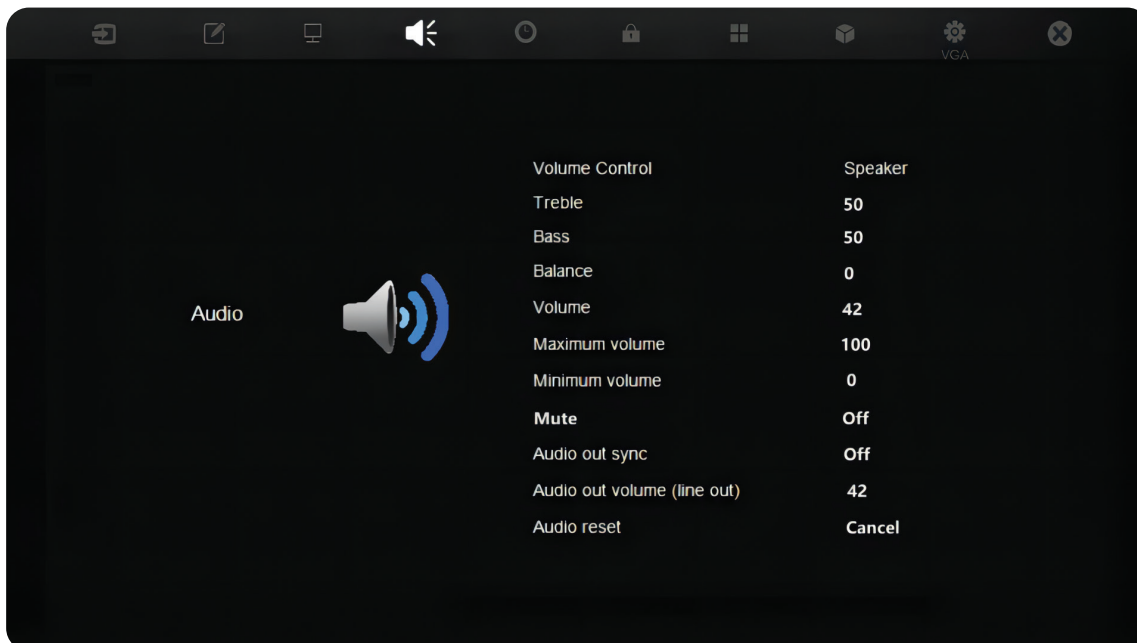 VGA
Audio
Volume Control Speaker
Treble 50
Bass 50
Balance 0
Volume 42
Maximum volume 100
Minimum volume 0
Mute Off
Audio out sync Off
Audio out volume (line out) 42
Audio reset Cancel